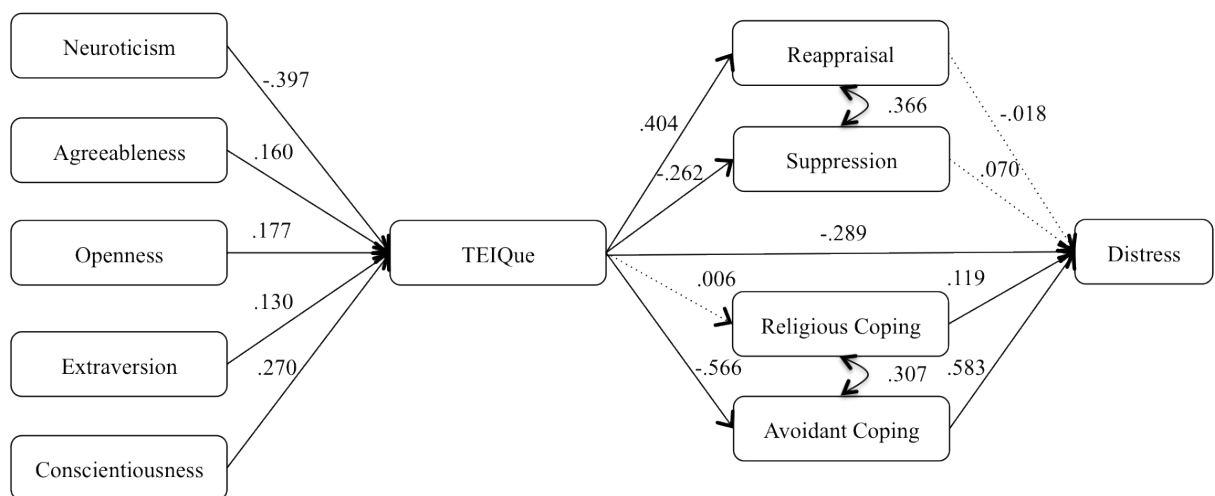 Neuroticism
-.397
Agreeableness
.160
Openness
.177
Extraversion
.130
Conscientiousness
.270
TEIQue
.404
-.262
-.289
.006
-.566
Reappraisal
.366
Suppression
Religious Coping
.307
Avoidant Coping
-.018
.070
.119
.583
Distress